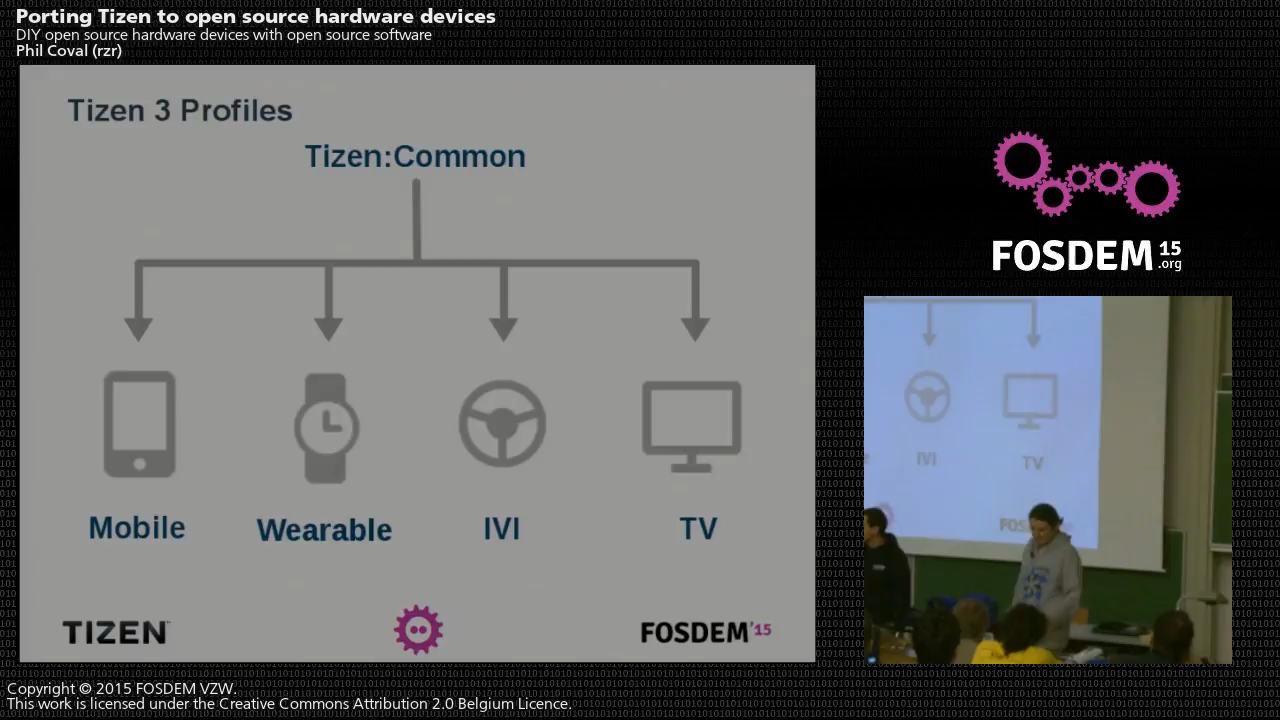 Porting Tizen to open source hardware devices
DIY open source hardware devices with open source software
Phil Coval (rzr)
Tizen 3 Profiles
Tizen:Common
Mobile
Wearable
IVI
TV
TIZEN™
FOSDEM'15
FOSDEM 15
.org
IVI
TV
Copyright © 2015 FOSDEM VZW.
This work is licensed under the Creative Commons Attribution 2.0 Belgium Licence.